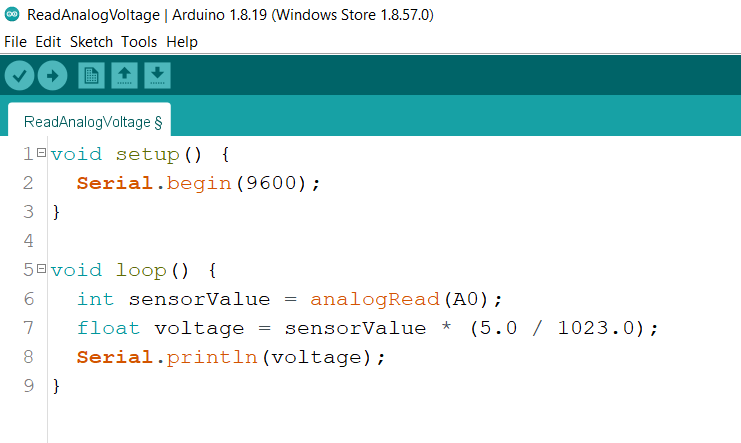 ReadAnalogVoltage | Arduino 1.8.19 (Windows Store 1.8.57.0)
File Edit Sketch Tools Help
ReadAnalogVoltage §
1 void setup() {
2   Serial.begin(9600);
3 }
4
5 void loop() {
6   int sensorValue = analogRead(A0);
7   float voltage = sensorValue * (5.0 / 1023.0);
8   Serial.println(voltage);
9 }